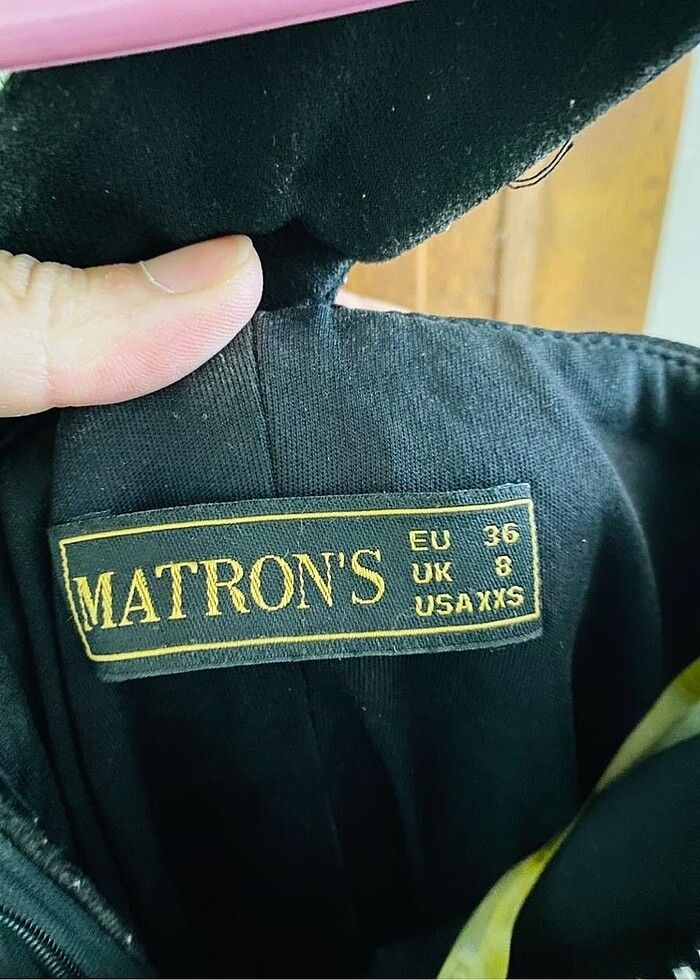 MATRON'S
EU 36
UK 8
USA XXS